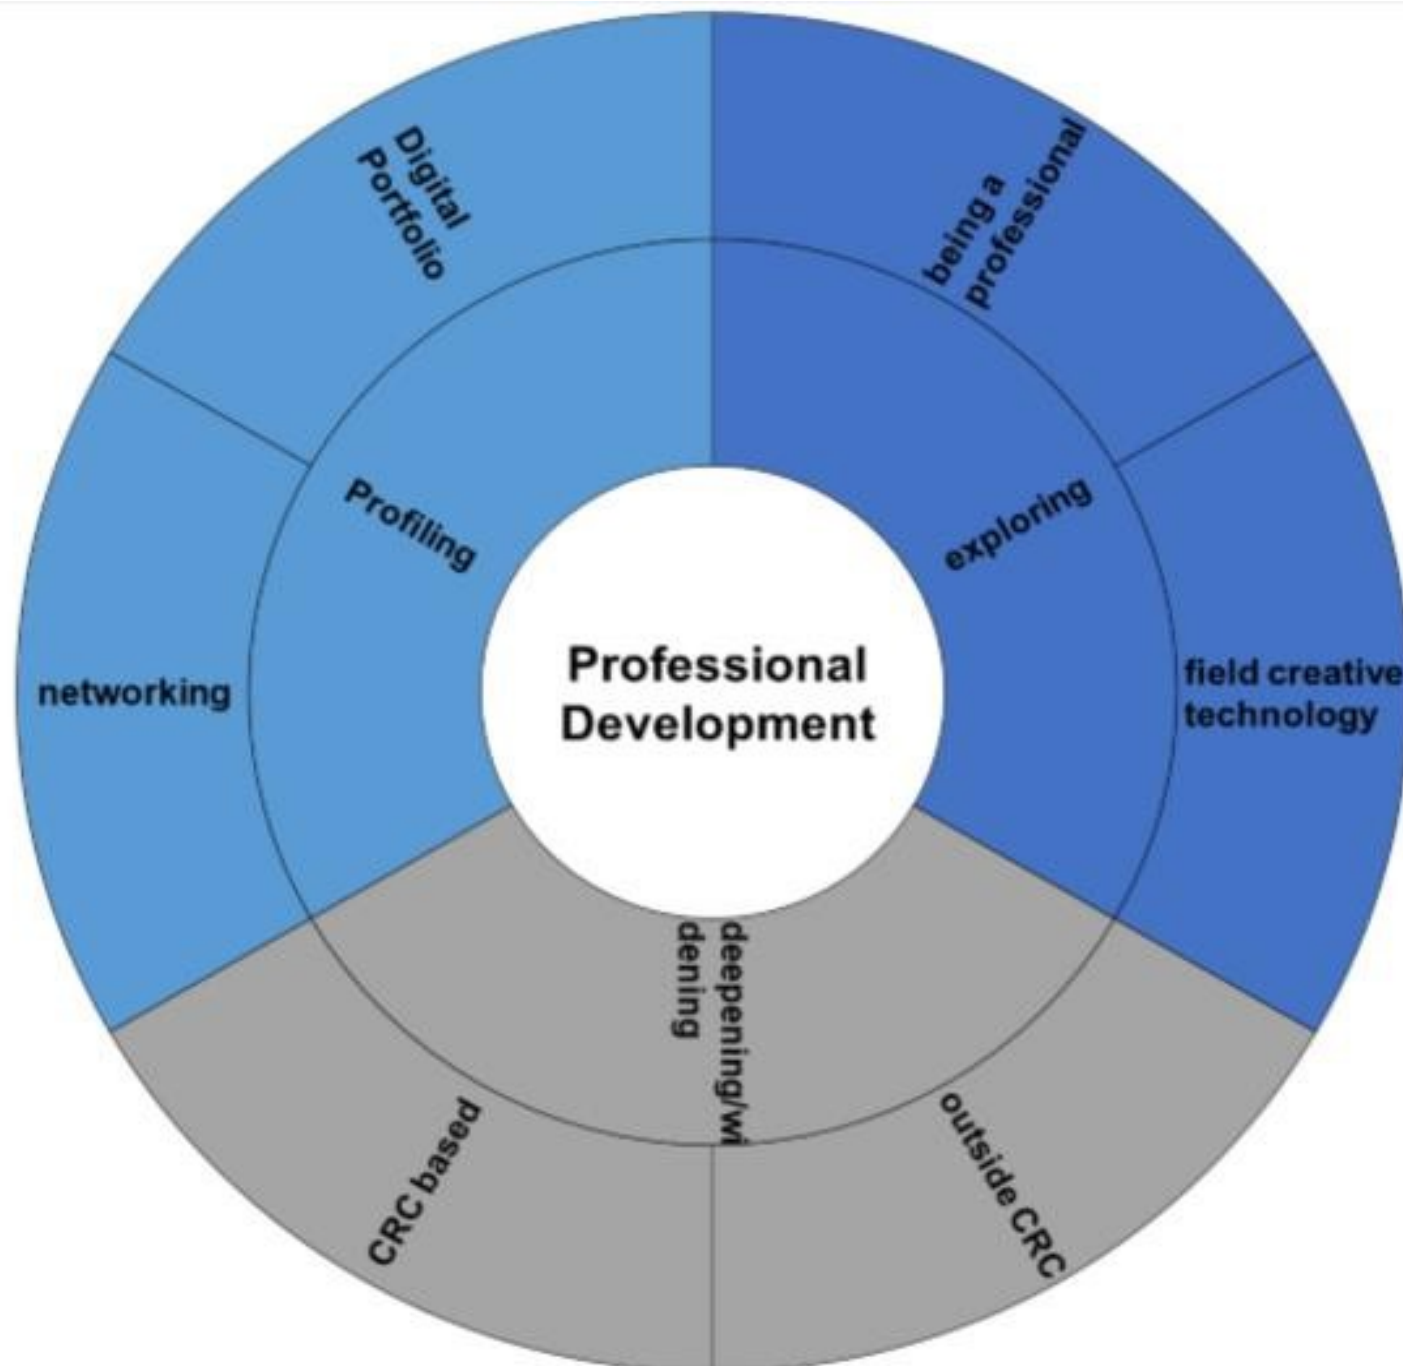 Professional
Development
Profiling
exploring
deepening/wi
dening
Digital
Portfolio
networking
being a
professional
field creative
technology
CRC based
outside CRC